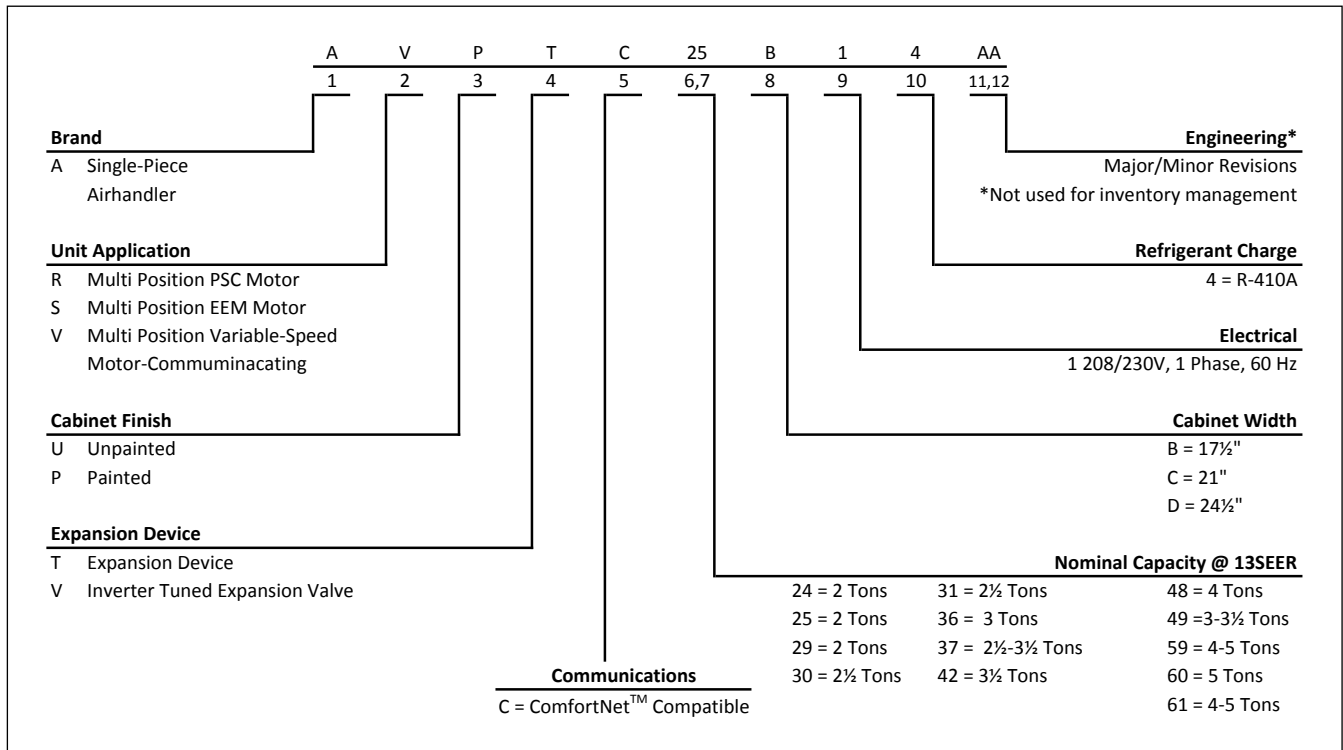 A V P T C 25 B 1 4 AA
1 2 3 4 5 6,7 8 9 10 11,12
Brand
A Single-Piece
Airhandler
Unit Application
R Multi Position PSC Motor
S Multi Position EEM Motor
V Multi Position Variable-Speed
Motor-Commuminacating
Cabinet Finish
U Unpainted
P Painted
Expansion Device
T Expansion Device
V Inverter Tuned Expansion Valve
Communications
C = ComfortNet™ Compatible
Engineering*
Major/Minor Revisions
*Not used for inventory management
Refrigerant Charge
4 = R-410A
Electrical
1 208/230V, 1 Phase, 60 Hz
Cabinet Width
B = 17½"
C = 21"
D = 24½"
Nominal Capacity @ 13SEER
24 = 2 Tons 31 = 2½ Tons 48 = 4 Tons
25 = 2 Tons 36 = 3 Tons 49 =3-3½ Tons
29 = 2 Tons 37 = 2½-3½ Tons 59 = 4-5 Tons
30 = 2½ Tons 42 = 3½ Tons 60 = 5 Tons
61 = 4-5 Tons